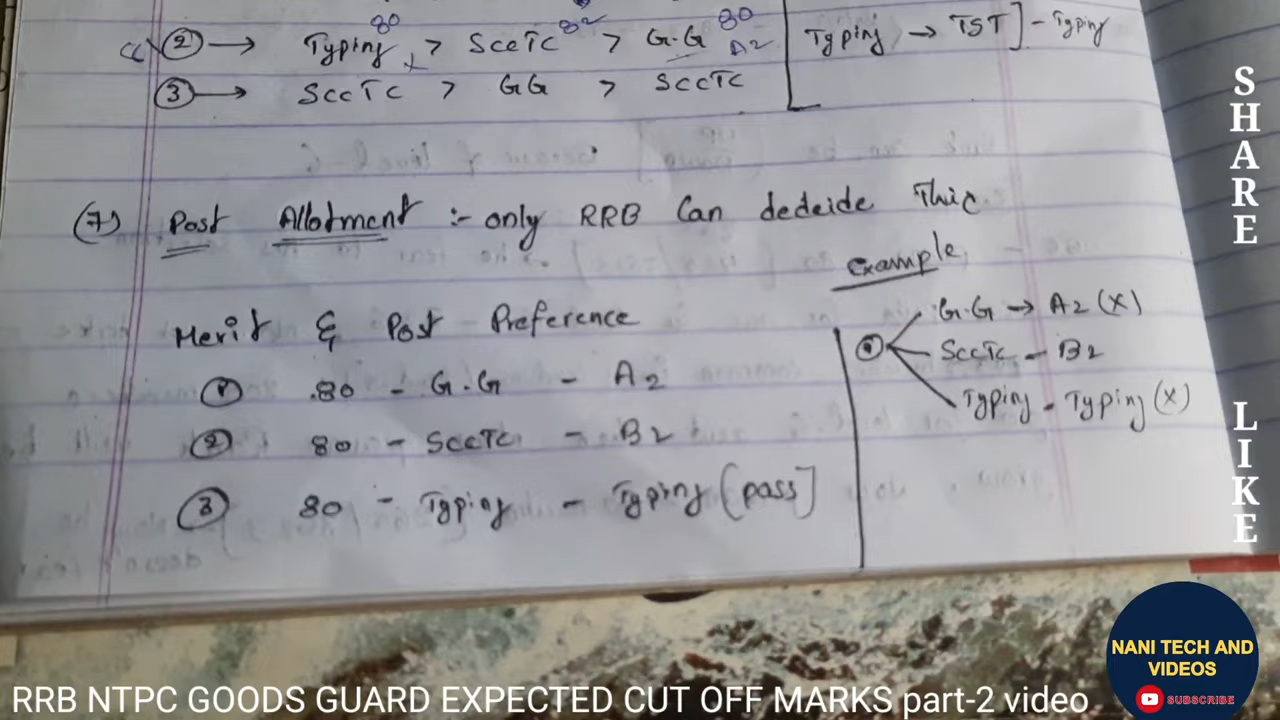 80 82 80
(2) → Typing > SccTC > G.G A2 Typing → TST] - Typing
(3) → SccTC > GG > SccTC
(7) Post Allotment :- only RRB Can dedeide This
Example,
Merit & Post Preference
(1) 80 - G.G - A2
(2) 80 - SccTC - B2
(3) 80 - Typing - Typing (pass]
G.G → A2 (X)
SccTC - B2
Typing - Typing (X)
SHARE
LIKE
NANI TECH AND
VIDEOS
SUBSCRIBE
RRB NTPC GOODS GUARD EXPECTED CUT OFF MARKS part-2 video